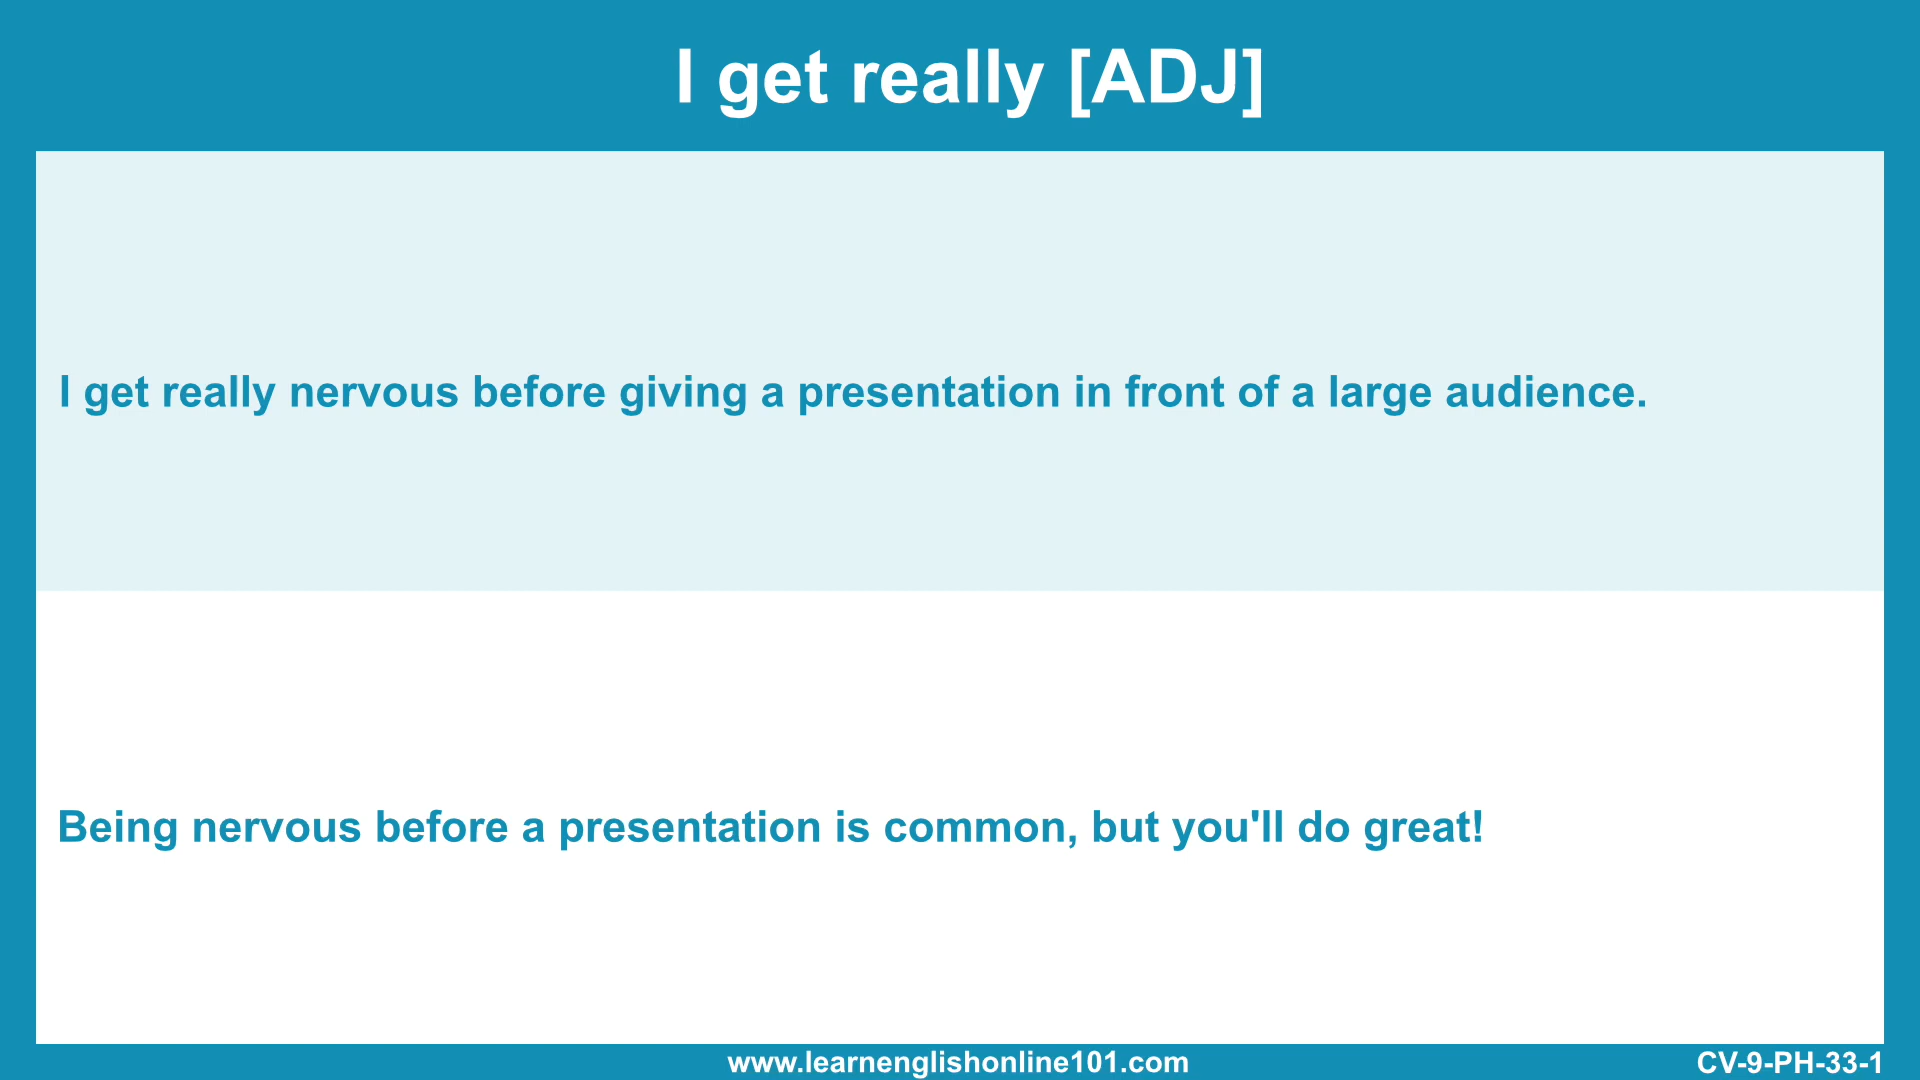 I get really [ADJ]
I get really nervous before giving a presentation in front of a large audience.
Being nervous before a presentation is common, but you'll do great!
www.learnenglishonline101.com
CV-9-PH-33-1